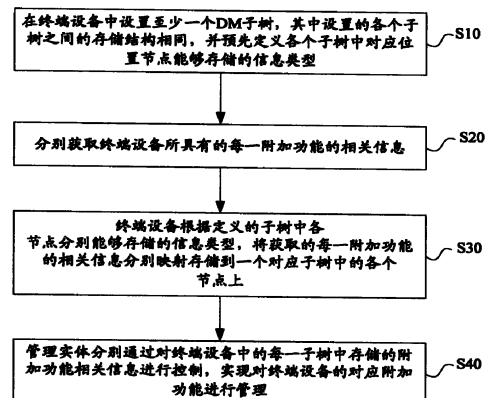 在终端设备中设置至少一个DM子树，其中设置的各个子
树之间的存储结构相同，并预先定义各个子树中对应位
置节点能够存储的信息类型
S10
分别获取终端设备所具有的每一附加功能的相关信息
S20
终端设备根据定义的子树中各
节点分别能够存储的信息类型，将获取的每一附加功能
的相关信息分别映射存储到一个对应子树中的各个
节点上
S30
管理实体分别通过对终端设备中的每一子树中存储的附
加功能相关信息进行控制，实现对终端设备的对应附加
功能进行管理
S40